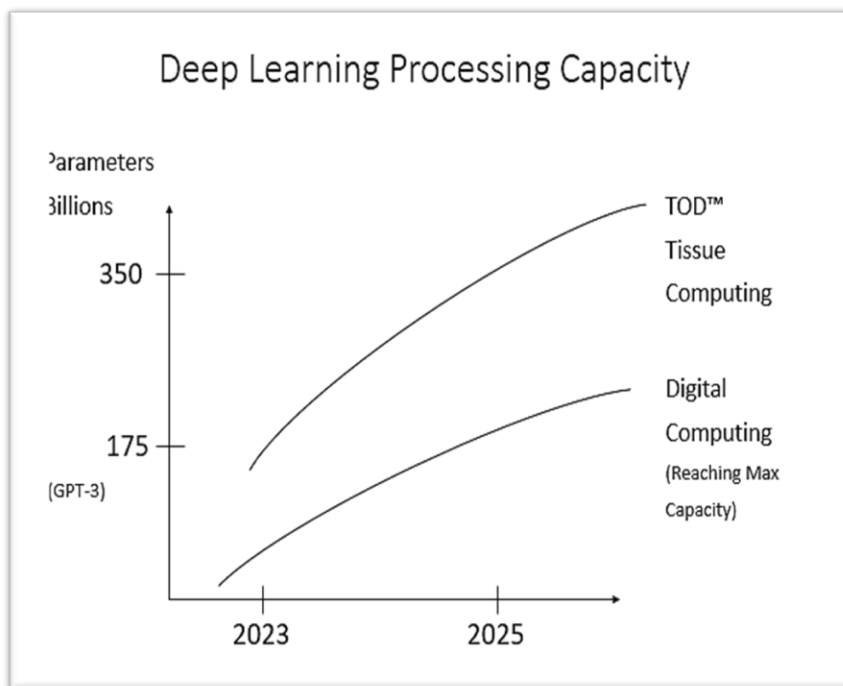 Deep Learning Processing Capacity
Parameters
Billions
350
175
(GPT-3)
TOD™
Tissue
Computing
Digital
Computing
(Reaching Max
Capacity)
2023
2025